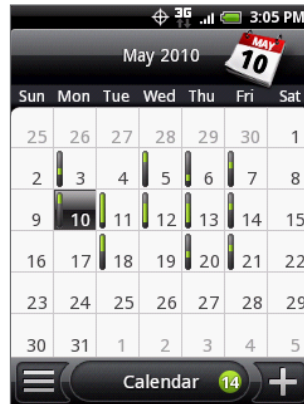 3G 3:05 PM
May 2010
MAY
10
Sun Mon Tue Wed Thu Fri Sat
25 26 27 28 29 30 1
2 3 4 5 6 7 8
9 10 11 12 13 14 15
16 17 18 19 20 21 22
23 24 25 26 27 28 29
30 31 1 2 3 4 5
Calendar 14